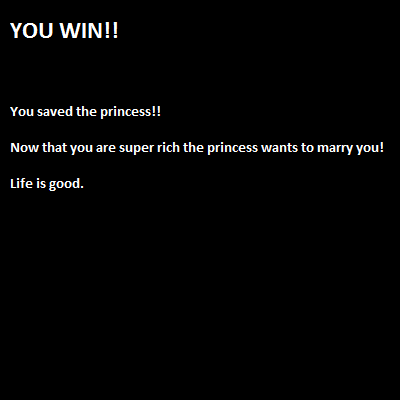 YOU WIN!!
You saved the princess!!
Now that you are super rich the princess wants to marry you!
Life is good.